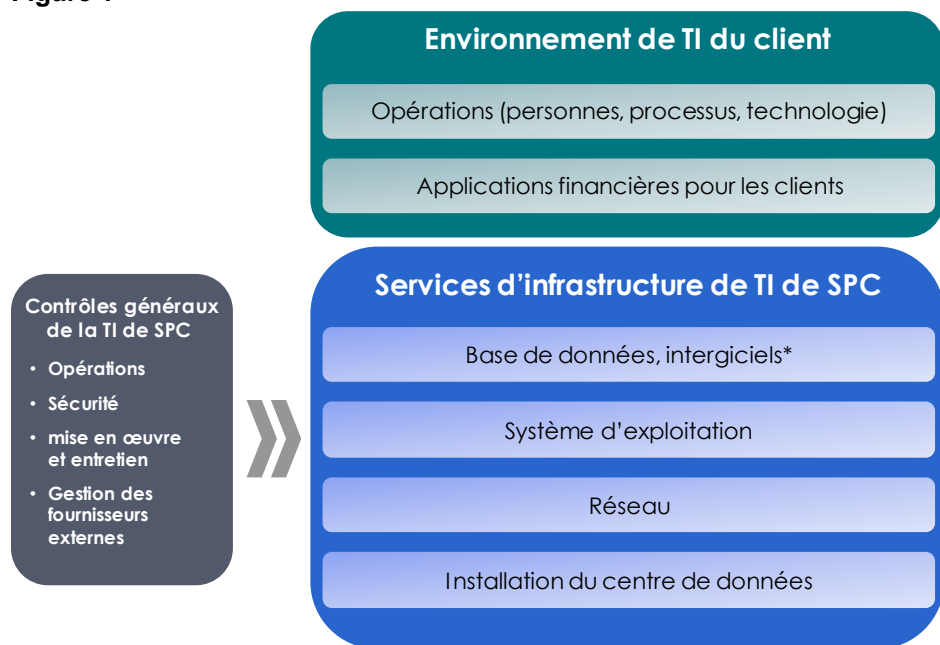 Environnement de TI du client
Opérations (personnes, processus, technologie)
Applications financières pour les clients
Contrôles généraux
de la TI de SPC
• Opérations
• Sécurité
• mise en œuvre
et entretien
• Gestion des
fournisseurs
externes
Services d’infrastructure de TI de SPC
Base de données, intergiciels*
Système d’exploitation
Réseau
Installation du centre de données